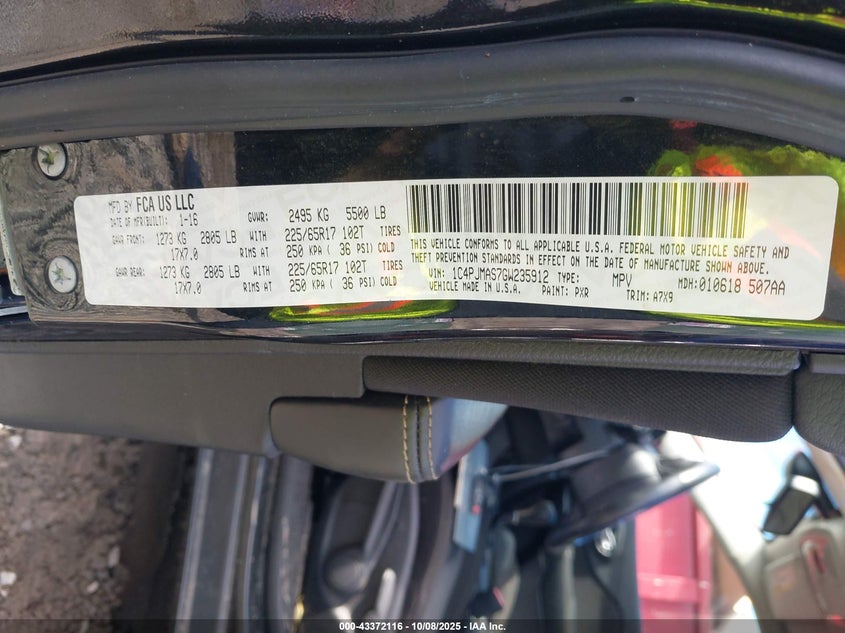 MFD BY FCA US LLC
DATE OF MFR(BUILT): 1-16 GVWR: 2495 KG 5500 LB
GAWR FRONT: 1273 KG 2805 LB WITH 225/65R17 102T TIRES
17X7.0 RIMS AT 250 KPA ( 36 PSI) COLD
GAWR REAR: 1273 KG 2805 LB WITH 225/65R17 102T TIRES
17X7.0 RIMS AT 250 KPA ( 36 PSI) COLD
THIS VEHICLE CONFORMS TO ALL APPLICABLE U.S.A. FEDERAL MOTOR VEHICLE SAFETY AND
THEFT PREVENTION STANDARDS IN EFFECT ON THE DATE OF MANUFACTURE SHOWN ABOVE.
VIN: 1C4PJMAS7GW235912 TYPE: MPV MDH:010618 507AA
VEHICLE MADE IN U.S.A. PAINT: PXR TRIM: A7X9
000-43372116 - 10/08/2025 - IAA Inc.